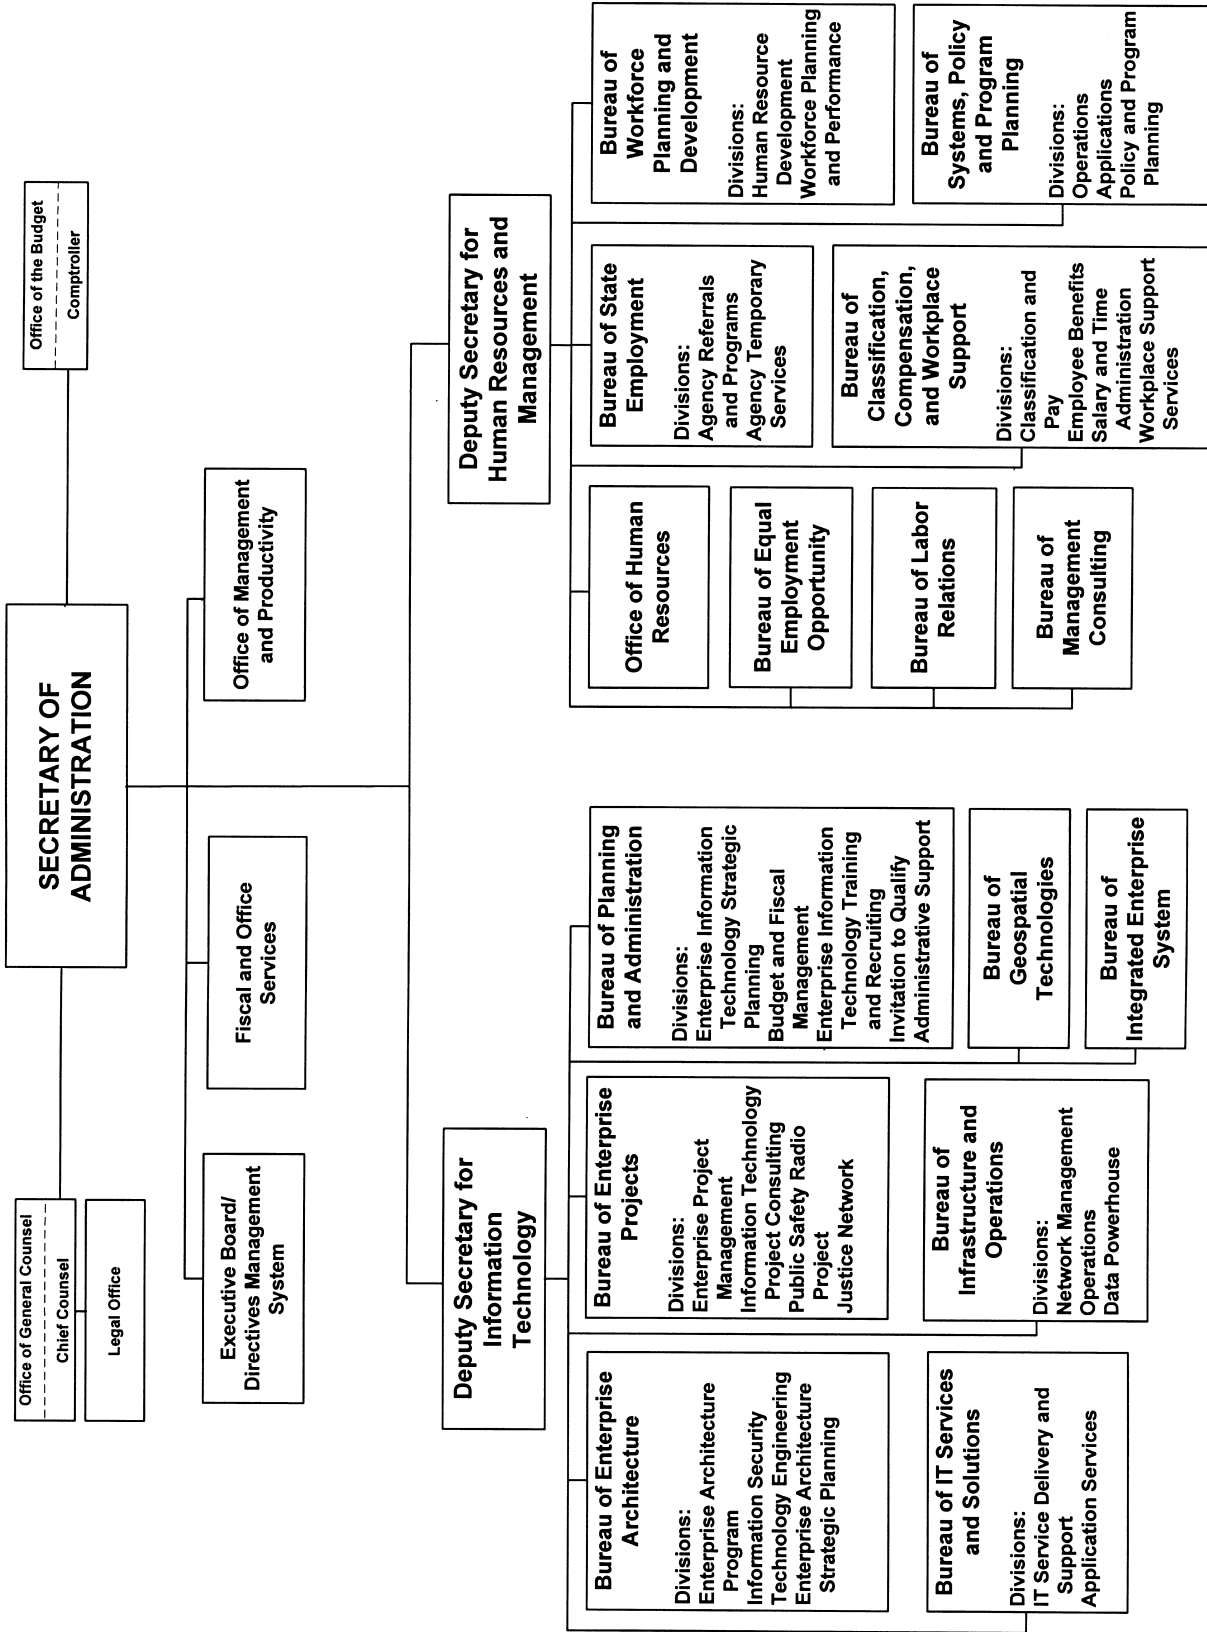 SECRETARY OF
ADMINISTRATION
Office of General Counsel
Chief Counsel
Legal Office
Office of the Budget
Comptroller
Executive Board/
Directives Management
System
Fiscal and Office
Services
Office of Management
and Productivity
Deputy Secretary for
Information
Technology
Deputy Secretary for
Human Resources and
Management
Bureau of Enterprise
Architecture
Divisions:
Enterprise Architecture
Program
Information Security
Technology Engineering
Enterprise Architecture
Strategic Planning
Bureau of IT Services
and Solutions
Divisions:
IT Service Delivery and
Support
Application Services
Bureau of Enterprise
Projects
Divisions:
Enterprise Project
Management
Information Technology
Project Consulting
Public Safety Radio
Project
Justice Network
Bureau of
Infrastructure and
Operations
Divisions:
Network Management
Operations
Data Powerhouse
Bureau of Planning
and Administration
Divisions:
Enterprise Information
Technology Strategic
Planning
Budget and Fiscal
Management
Enterprise Information
Technology Training
and Recruiting
Invitation to Qualify
Administrative Support
Bureau of
Geospatial
Technologies
Bureau of
Integrated Enterprise
System
Office of Human
Resources
Bureau of Equal
Employment
Opportunity
Bureau of Labor
Relations
Bureau of
Management
Consulting
Bureau of State
Employment
Divisions:
Agency Referrals
and Programs
Agency Temporary
Services
Bureau of
Classification,
Compensation,
and Workplace
Support
Divisions:
Classification and
Pay
Employee Benefits
Salary and Time
Administration
Workplace Support
Services
Bureau of
Workforce
Planning and
Development
Divisions:
Human Resource
Development
Workforce Planning
and Performance
Bureau of
Systems, Policy
and Program
Planning
Divisions:
Operations
Applications
Policy and Program
Planning